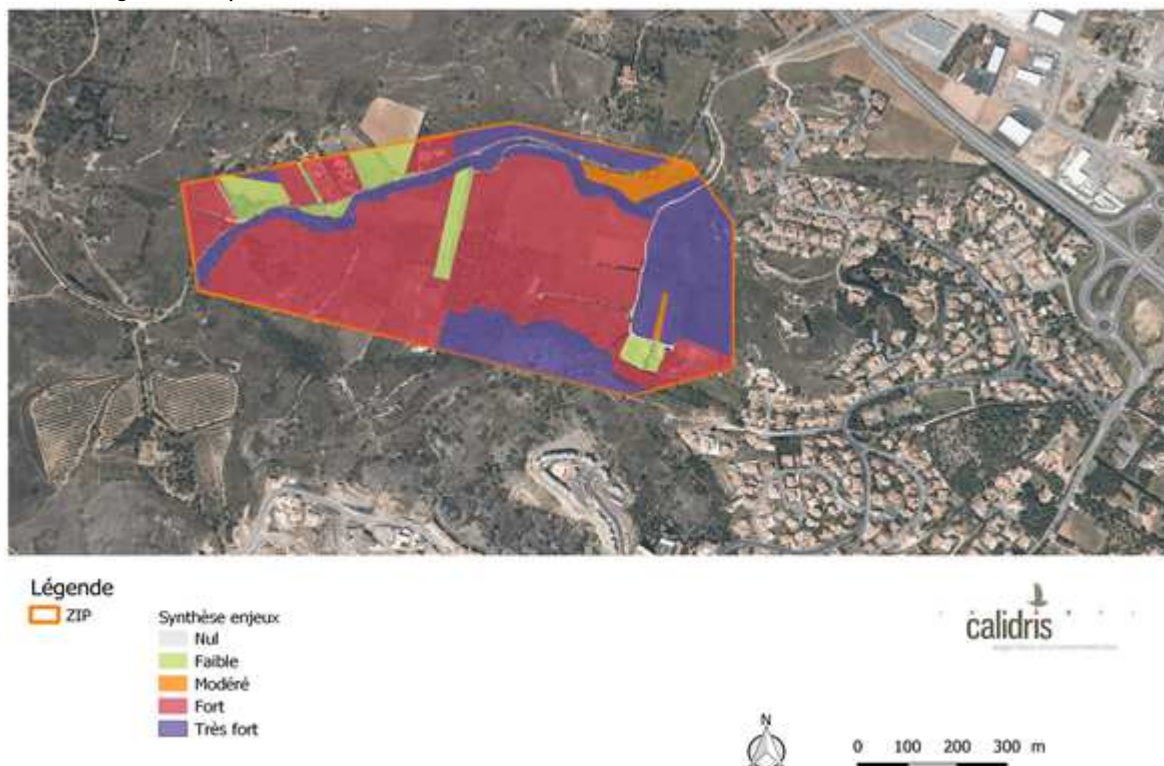 Légende
ZIP
Synthèse enjeux
Nul
Faible
Modéré
Fort
Très fort
calidris
N
0 100 200 300 m